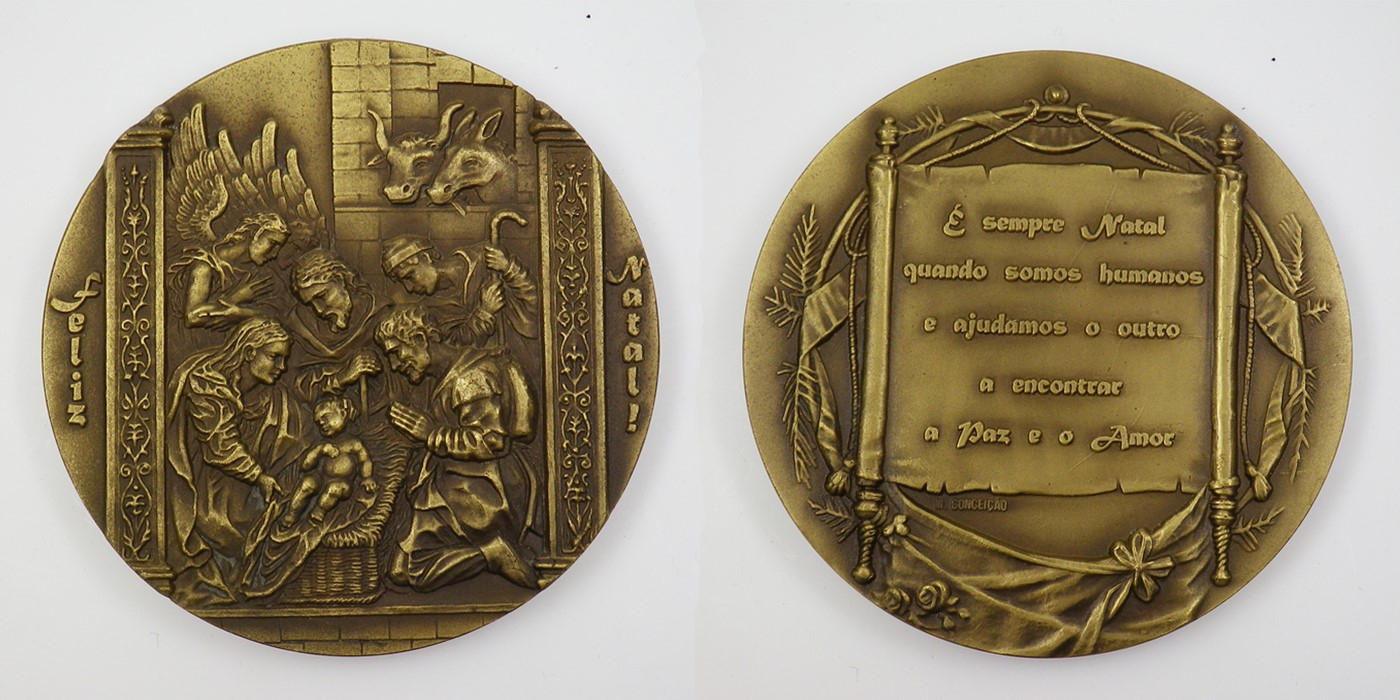 Feliz
Natal!
É sempre Natal
quando somos humanos
e ajudamos o outro
a encontrar
a Paz e o Amor
CONCEIÇÃO